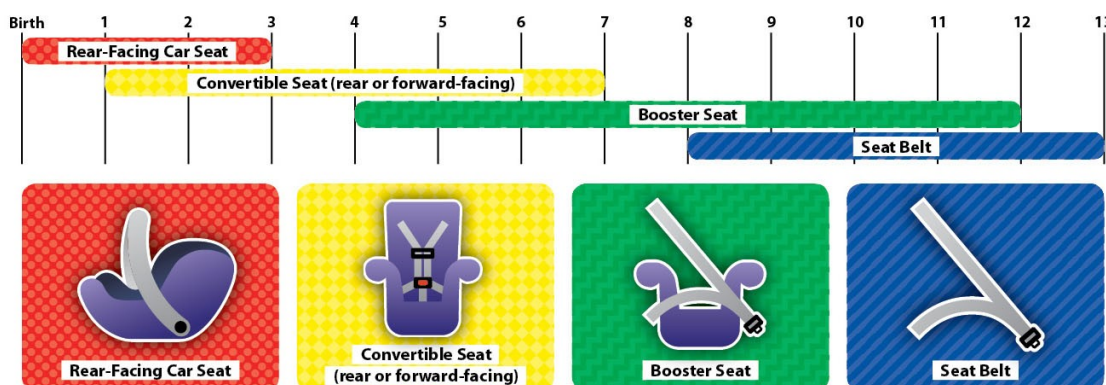 Birth 1 2 3 4 5 6 7 8 9 10 11 12
Rear-Facing Car Seat
Convertible Seat (rear or forward-facing)
Booster Seat
Seat Belt
Rear-Facing Car Seat
Convertible Seat
(rear or forward-facing)
Booster Seat
Seat Belt